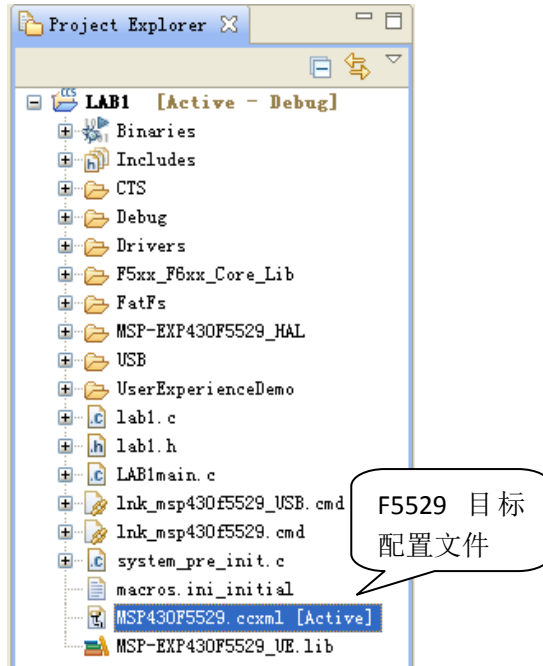 Project Explorer
LAB1 [Active - Debug]
Binaries
Includes
CTS
Debug
Drivers
F5xx_F6xx_Core_Lib
FatFs
MSP-EXP430F5529_HAL
USB
UserExperienceDemo
lab1.c
lab1.h
LAB1main.c
lnk_msp430f5529_USB.cmd
lnk_msp430f5529.cmd
system_pre_init.c
macros.ini_initial
MSP430F5529.ccxml [Active]
MSP-EXP430F5529_UE.lib
F5529 目标
配置文件